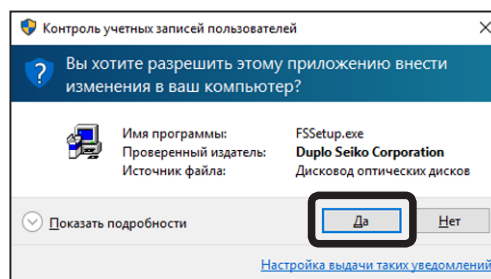 Контроль учетных записей пользователей
Вы хотите разрешить этому приложению внести
изменения в ваш компьютер?
Имя программы: FSSetup.exe
Проверенный издатель: Duplo Seiko Corporation
Источник файла: Дисковод оптических дисков
Показать подробности Да Нет
Настройка выдачи таких уведомлений